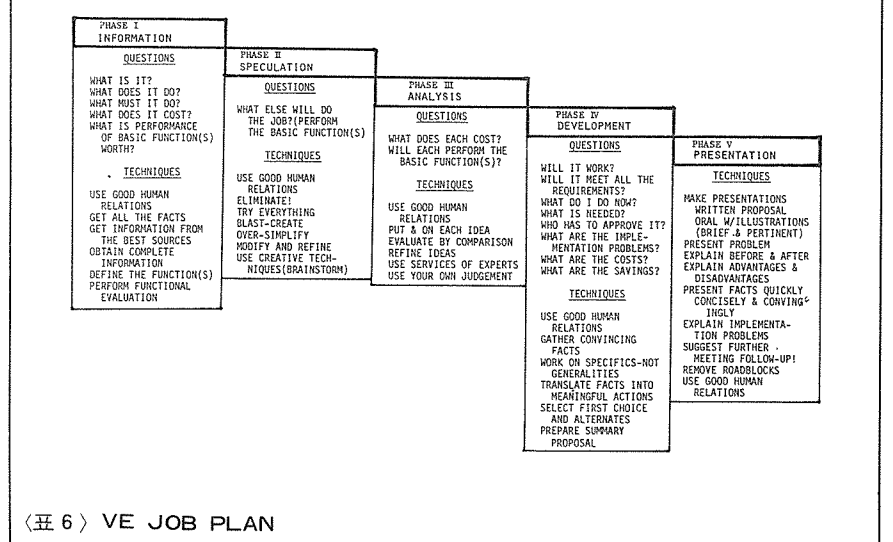 PHASE I
INFORMATION
QUESTIONS
WHAT IS IT?
WHAT DOES IT DO?
WHAT MUST IT DO?
WHAT DOES IT COST?
WHAT IS PERFORMANCE
OF BASIC FUNCTION(S)
WORTH?
TECHNIQUES
USE GOOD HUMAN
RELATIONS
GET ALL THE FACTS
GET INFORMATION FROM
THE BEST SOURCES
OBTAIN COMPLETE
INFORMATION
DEFINE THE FUNCTION(S)
PERFORM FUNCTIONAL
EVALUATION
PHASE II
SPECULATION
QUESTIONS
WHAT ELSE WILL DO
THE JOB?(PERFORM
THE BASIC FUNCTION(S)
TECHNIQUES
USE GOOD HUMAN
RELATIONS
ELIMINATE!
TRY EVERYTHING
BLAST-CREATE
OVER-SIMPLIFY
MODIFY AND REFINE
USE CREATIVE TECH-
NIQUES(BRAINSTORM)
PHASE III
ANALYSIS
QUESTIONS
WHAT DOES EACH COST?
WILL EACH PERFORM THE
BASIC FUNCTION(S)?
TECHNIQUES
USE GOOD HUMAN
RELATIONS
PUT & ON EACH IDEA
EVALUATE BY COMPARISON
REFINE IDEAS
USE SERVICES OF EXPERTS
USE YOUR OWN JUDGEMENT
PHASE IV
DEVELOPMENT
QUESTIONS
WILL IT WORK?
WILL IT MEET ALL THE
REQUIREMENTS?
WHAT DO I DO NOW?
WHAT IS NEEDED?
WHO HAS TO APPROVE IT?
WHAT ARE THE IMPLE-
MENTATION PROBLEMS?
WHAT ARE THE COSTS?
WHAT ARE THE SAVINGS?
TECHNIQUES
USE GOOD HUMAN
RELATIONS
GATHER CONVINCING
FACTS
WORK ON SPECIFICS-NOT
GENERALITIES
TRANSLATE FACTS INTO
MEANINGFUL ACTIONS
SELECT FIRST CHOICE
AND ALTERNATES
PREPARE SUMMARY
PROPOSAL
PHASE V
PRESENTATION
TECHNIQUES
MAKE PRESENTATIONS
WRITTEN PROPOSAL
ORAL W/ILLUSTRATIONS
(BRIEF & PERTINENT)
PRESENT PROBLEM
EXPLAIN BEFORE & AFTER
EXPLAIN ADVANTAGES &
DISADVANTAGES
PRESENT FACTS QUICKLY
CONCISELY & CONVINC-
INGLY
EXPLAIN IMPLEMENTA-
TION PROBLEMS
SUGGEST FURTHER
MEETING FOLLOW-UP!
REMOVE ROADBLOCKS
USE GOOD HUMAN
RELATIONS
〈표 6〉 VE JOB PLAN